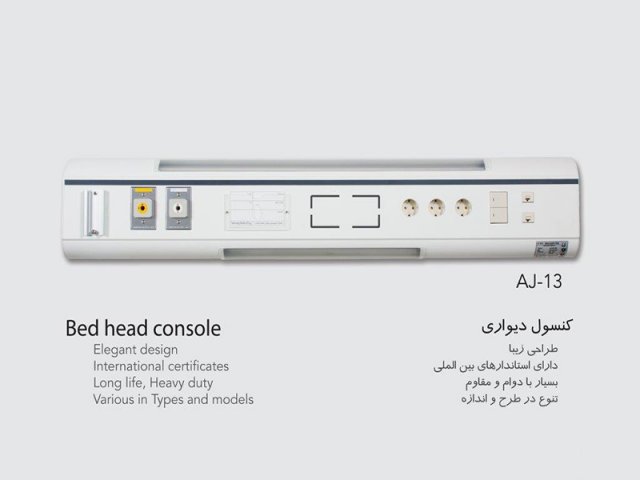 AJ-13
Bed head console
Elegant design
International certificates
Long life, Heavy duty
Various in Types and models
کنسول دیواری
طراحی زیبا
دارای استاندارهای بین المللی
بسیار با دوام و مقاوم
تنوع در طرح و اندازه